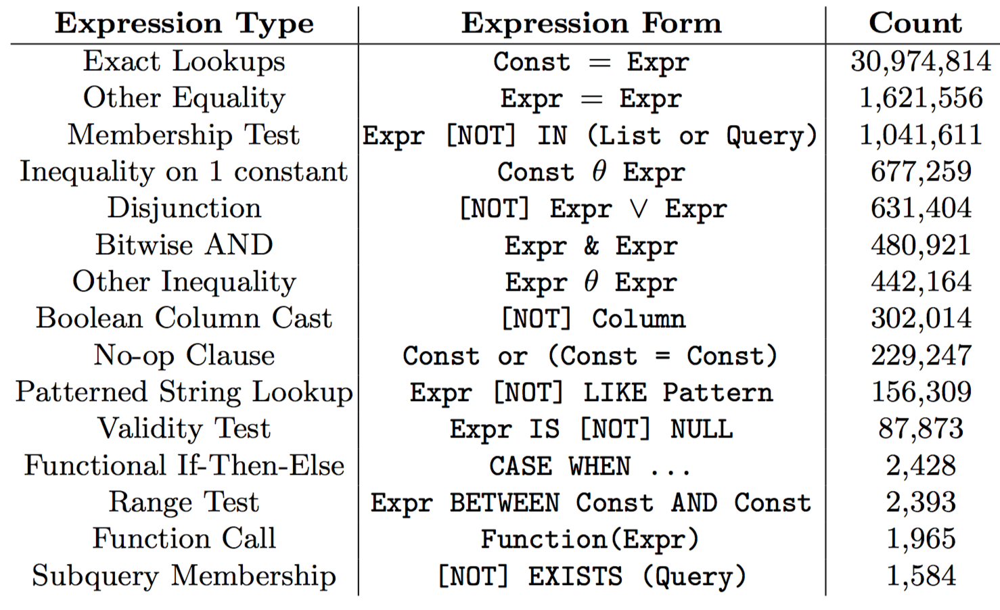 Expression Type Expression Form Count
Exact Lookups Const = Expr 30,974,814
Other Equality Expr = Expr 1,621,556
Membership Test Expr [NOT] IN (List or Query) 1,041,611
Inequality on 1 constant Const θ Expr 677,259
Disjunction [NOT] Expr ∨ Expr 631,404
Bitwise AND Expr & Expr 480,921
Other Inequality Expr θ Expr 442,164
Boolean Column Cast [NOT] Column 302,014
No-op Clause Const or (Const = Const) 229,247
Patterned String Lookup Expr [NOT] LIKE Pattern 156,309
Validity Test Expr IS [NOT] NULL 87,873
Functional If-Then-Else CASE WHEN ... 2,428
Range Test Expr BETWEEN Const AND Const 2,393
Function Call Function(Expr) 1,965
Subquery Membership [NOT] EXISTS (Query) 1,584